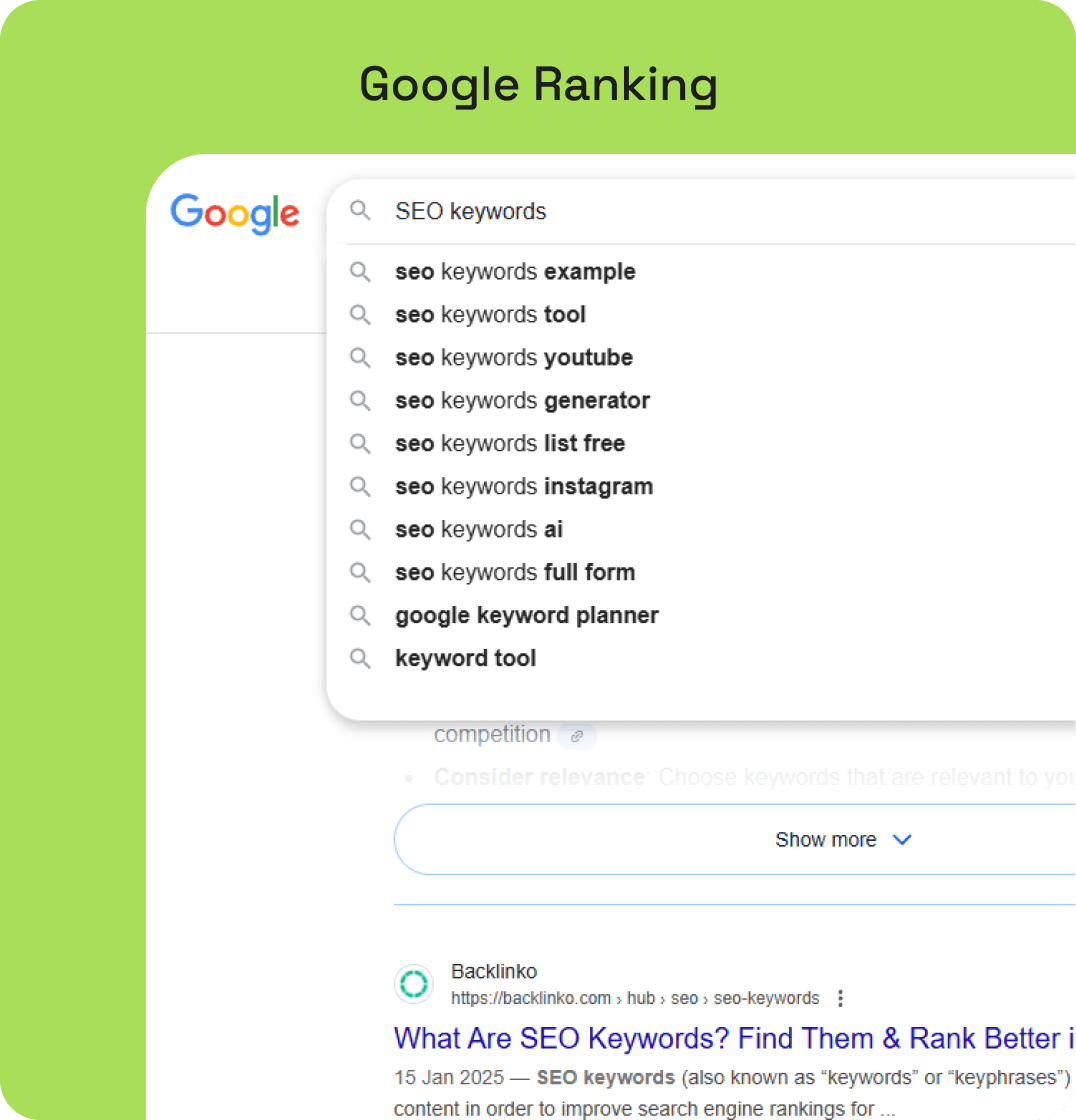 Google Ranking
Google
SEO keywords
seo keywords example
seo keywords tool
seo keywords youtube
seo keywords generator
seo keywords list free
seo keywords instagram
seo keywords ai
seo keywords full form
google keyword planner
keyword tool
competition
• Consider relevance: Choose keywords that are relevant to you
Show more
Backlinko
https://backlinko.com › hub › seo › seo-keywords
What Are SEO Keywords? Find Them & Rank Better i
15 Jan 2025 — SEO keywords (also known as “keywords” or “keyphrases”)
content in order to improve search engine rankings for ...